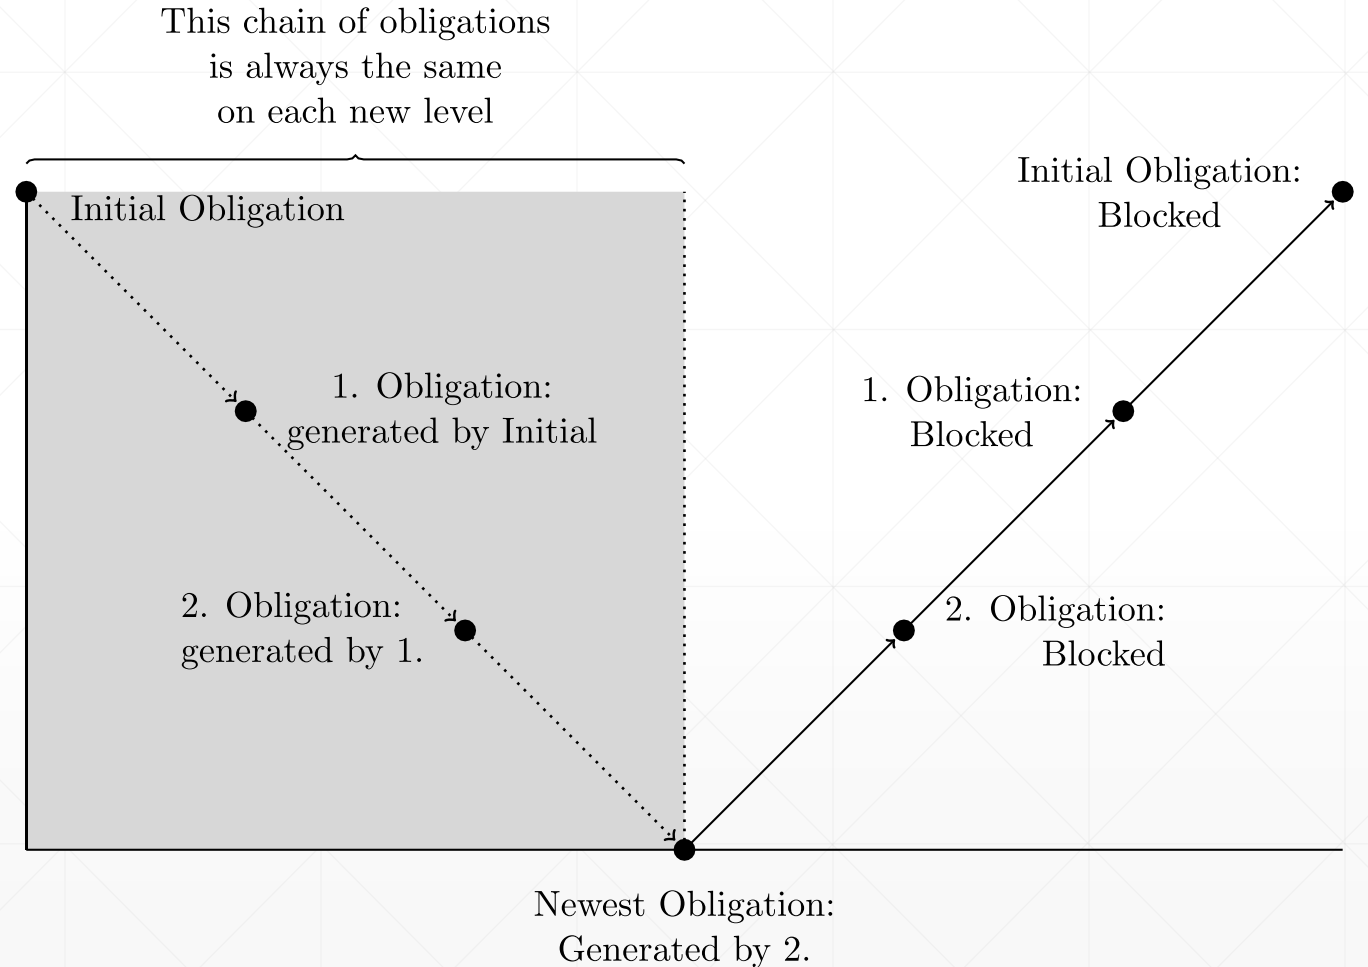 This chain of obligations
is always the same
on each new level
Initial Obligation
1. Obligation:
generated by Initial
2. Obligation:
generated by 1.
Newest Obligation:
Generated by 2.
2. Obligation:
Blocked
1. Obligation:
Blocked
Initial Obligation:
Blocked